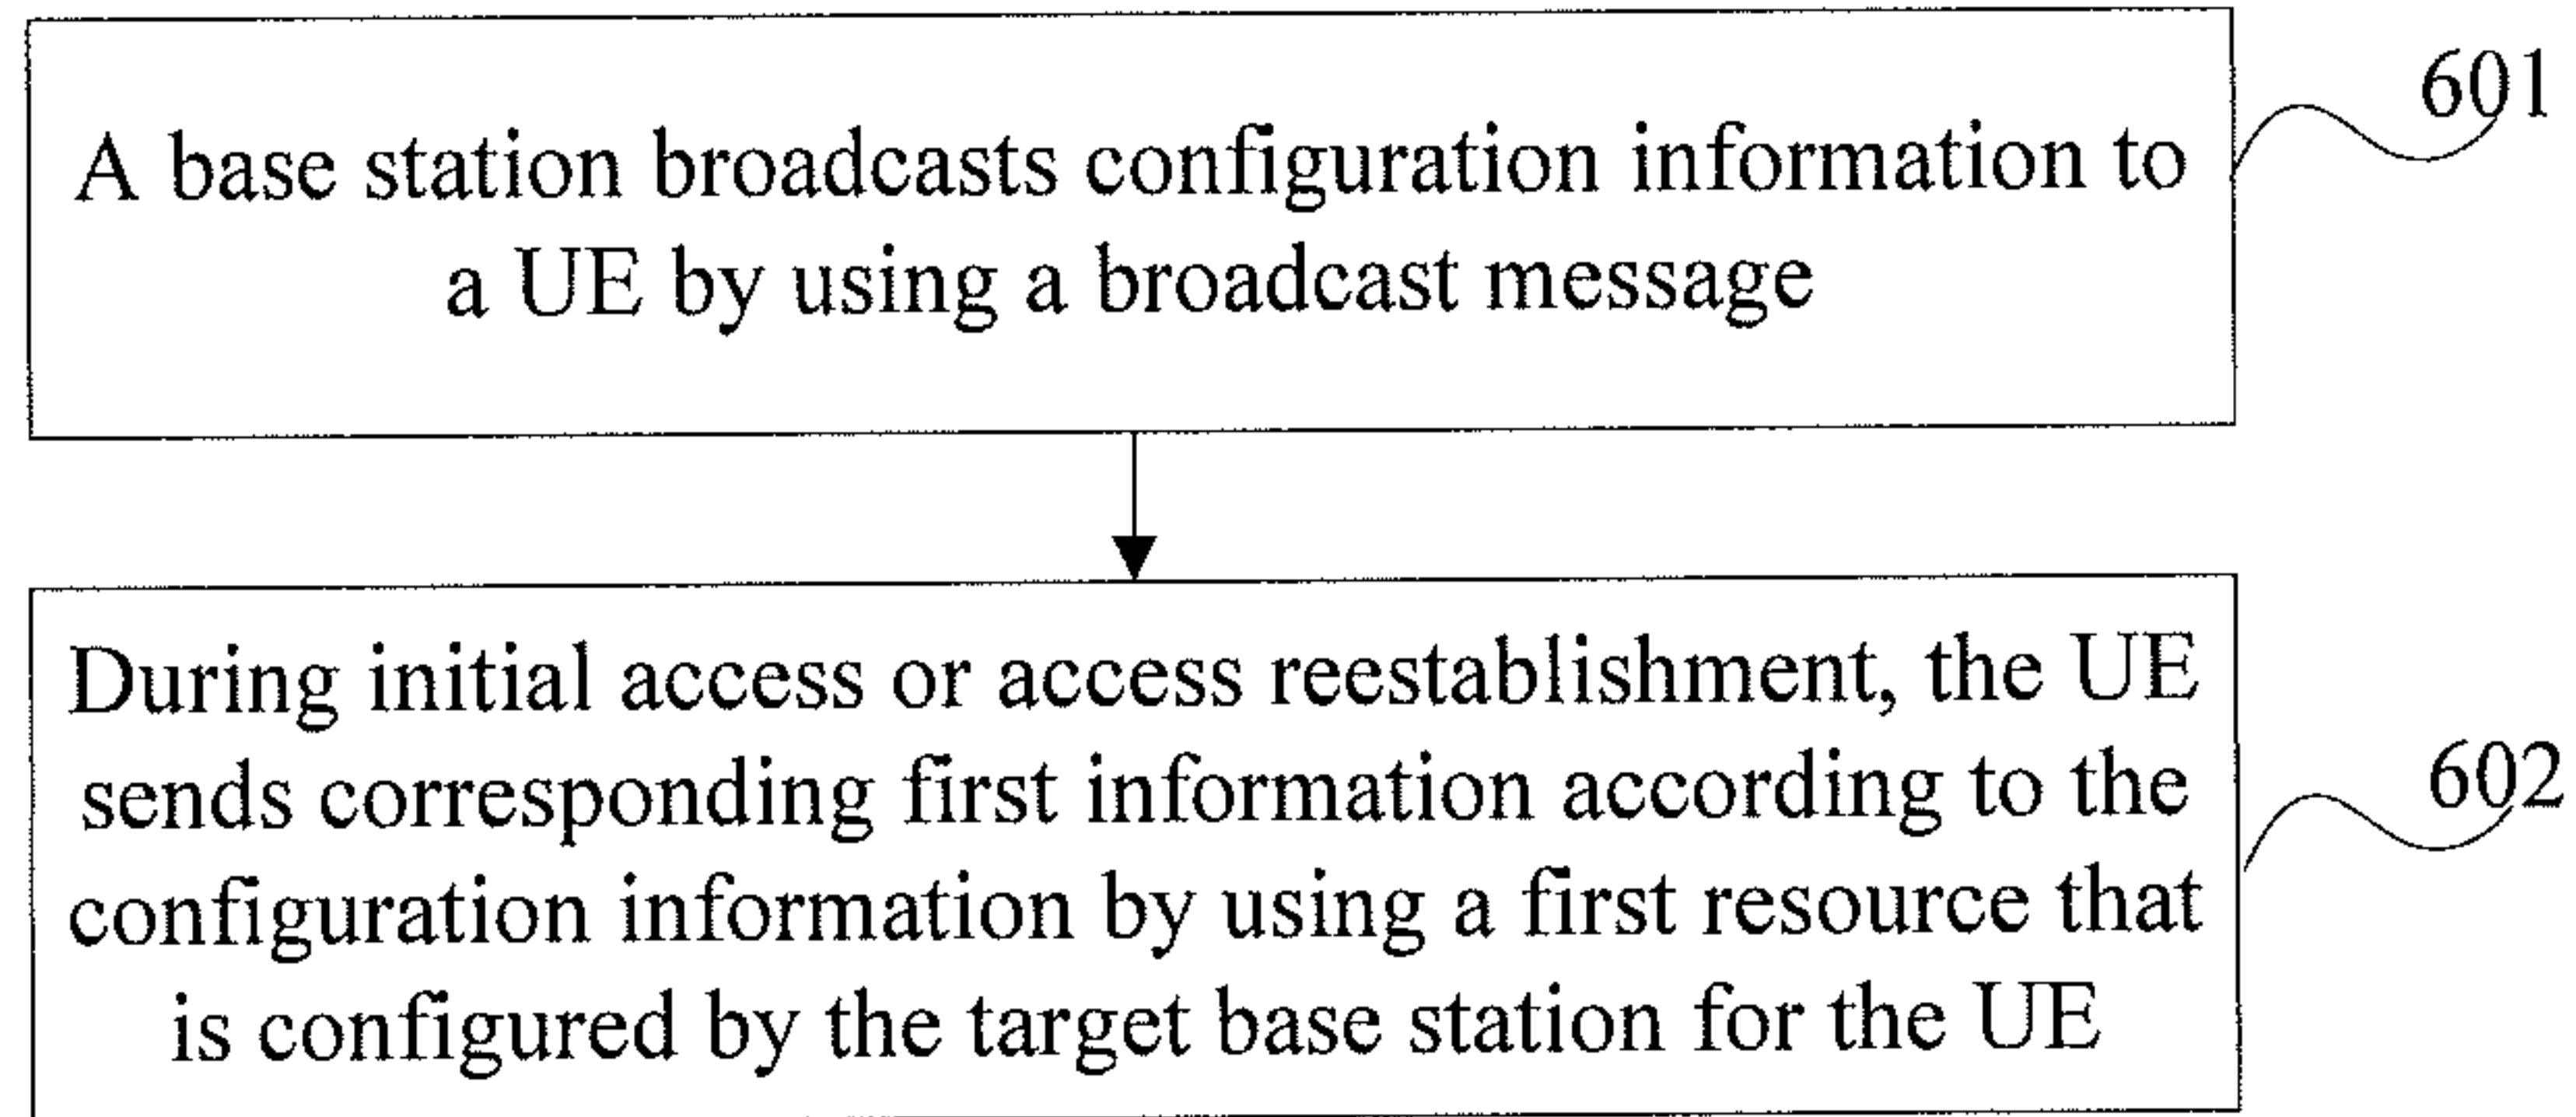 A base station broadcasts configuration information to
a UE by using a broadcast message
601
During initial access or access reestablishment, the UE
sends corresponding first information according to the
configuration information by using a first resource that
is configured by the target base station for the UE
602